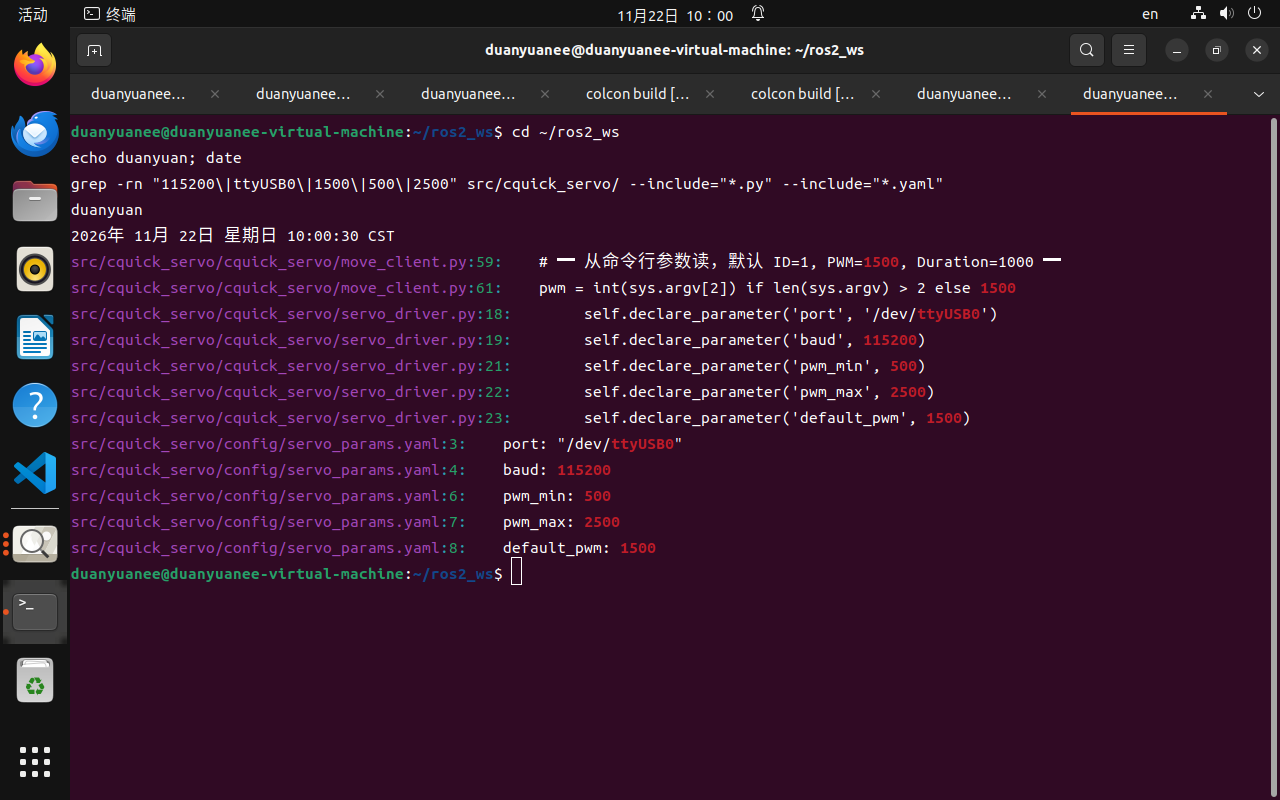 活动
终端
11月22日 10：00
en
duanyuanee@duanyuanee-virtual-machine: ~/ros2_ws
duanyuanee… × duanyuanee… × duanyuanee… × colcon build [… × colcon build [… × duanyuanee… × duanyuanee… ×
duanyuanee@duanyuanee-virtual-machine:~/ros2_ws$ cd ~/ros2_ws
echo duanyuan; date
grep -rn "115200\|ttyUSB0\|1500\|500\|2500" src/cquick_servo/ --include="*.py" --include="*.yaml"
duanyuan
2026年 11月 22日 星期日 10:00:30 CST
src/cquick_servo/cquick_servo/move_client.py:59:    # ── 从命令行参数读，默认 ID=1, PWM=1500, Duration=1000 ──
src/cquick_servo/cquick_servo/move_client.py:61:    pwm = int(sys.argv[2]) if len(sys.argv) > 2 else 1500
src/cquick_servo/cquick_servo/servo_driver.py:18:        self.declare_parameter('port', '/dev/ttyUSB0')
src/cquick_servo/cquick_servo/servo_driver.py:19:        self.declare_parameter('baud', 115200)
src/cquick_servo/cquick_servo/servo_driver.py:21:        self.declare_parameter('pwm_min', 500)
src/cquick_servo/cquick_servo/servo_driver.py:22:        self.declare_parameter('pwm_max', 2500)
src/cquick_servo/cquick_servo/servo_driver.py:23:        self.declare_parameter('default_pwm', 1500)
src/cquick_servo/config/servo_params.yaml:3:    port: "/dev/ttyUSB0"
src/cquick_servo/config/servo_params.yaml:4:    baud: 115200
src/cquick_servo/config/servo_params.yaml:6:    pwm_min: 500
src/cquick_servo/config/servo_params.yaml:7:    pwm_max: 2500
src/cquick_servo/config/servo_params.yaml:8:    default_pwm: 1500
duanyuanee@duanyuanee-virtual-machine:~/ros2_ws$